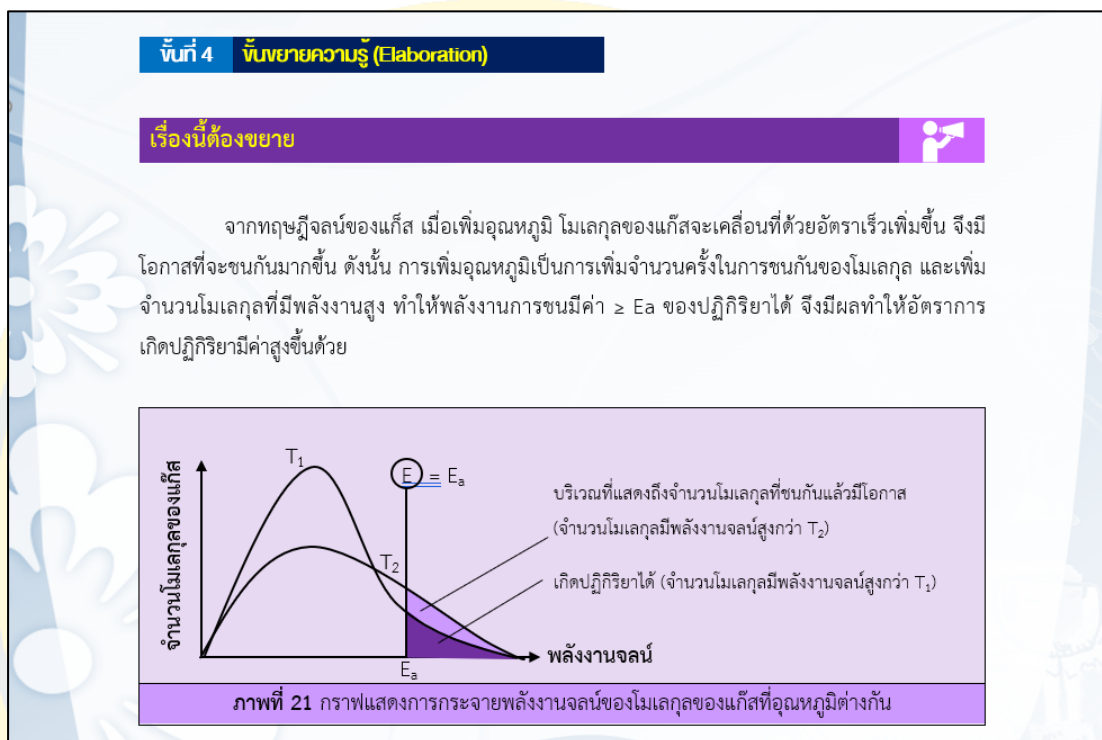 ขั้นที่ 4 ขั้นขยายความรู้ (Elaboration)
เรื่องนี้ต้องขยาย
จากทฤษฎีจลน์ของแก็ส เมื่อเพิ่มอุณหภูมิ โมเลกุลของแก๊สจะเคลื่อนที่ด้วยอัตราเร็วเพิ่มขึ้น จึงมี
โอกาสที่จะชนกันมากขึ้น ดังนั้น การเพิ่มอุณหภูมิเป็นการเพิ่มจำนวนครั้งในการชนกันของโมเลกุล และเพิ่ม
จำนวนโมเลกุลที่มีพลังงานสูง ทำให้พลังงานการชนมีค่า ≥ Ea ของปฏิกิริยาได้ จึงมีผลทำให้อัตราการ
เกิดปฏิกิริยามีค่าสูงขึ้นด้วย
จำนวนโมเลกุลของแก๊ส
T₁
E = Eₐ
บริเวณที่แสดงถึงจำนวนโมเลกุลที่ชนกันแล้วมีโอกาส
(จำนวนโมเลกุลมีพลังงานจลน์สูงกว่า T₂)
T₂
เกิดปฏิกิริยาได้ (จำนวนโมเลกุลมีพลังงานจลน์สูงกว่า T₁)
พลังงานจลน์
Eₐ
ภาพที่ 21 กราฟแสดงการกระจายพลังงานจลน์ของโมเลกุลของแก๊สที่อุณหภูมิต่างกัน